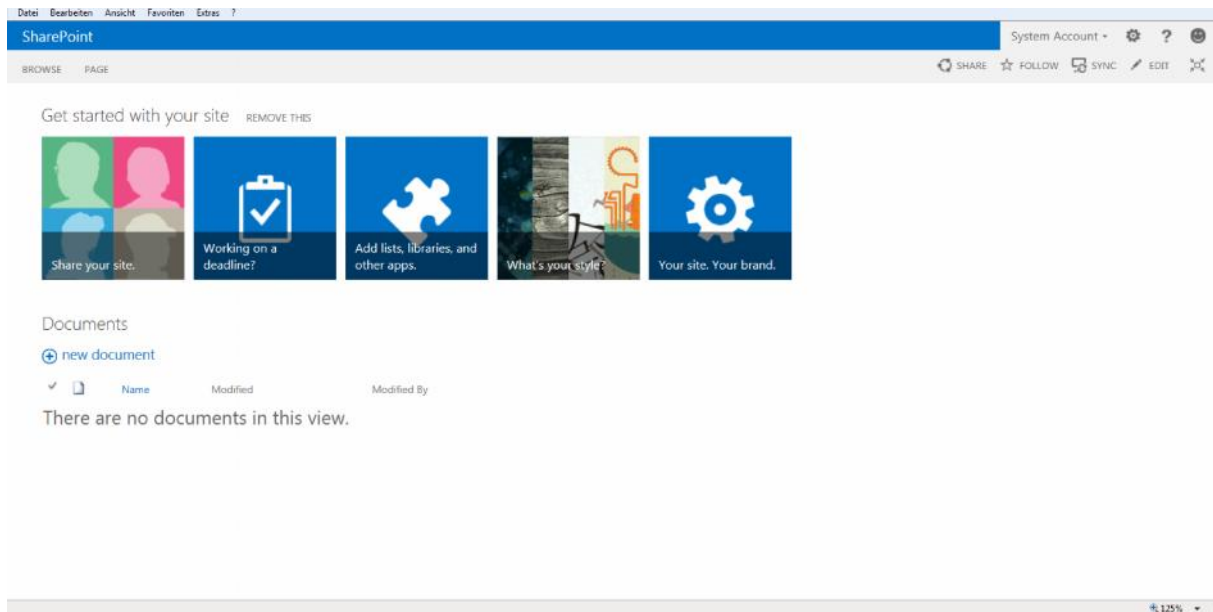 Datei Bearbeiten Ansicht Favoriten Extras ?
SharePoint System Account ?
BROWSE PAGE SHARE FOLLOW SYNC EDIT
Get started with your site REMOVE THIS
Share your site.
Working on a
deadline?
Add lists, libraries, and
other apps.
What's your style?
Your site. Your brand.
Documents
new document
Name Modified Modified By
There are no documents in this view.
125%